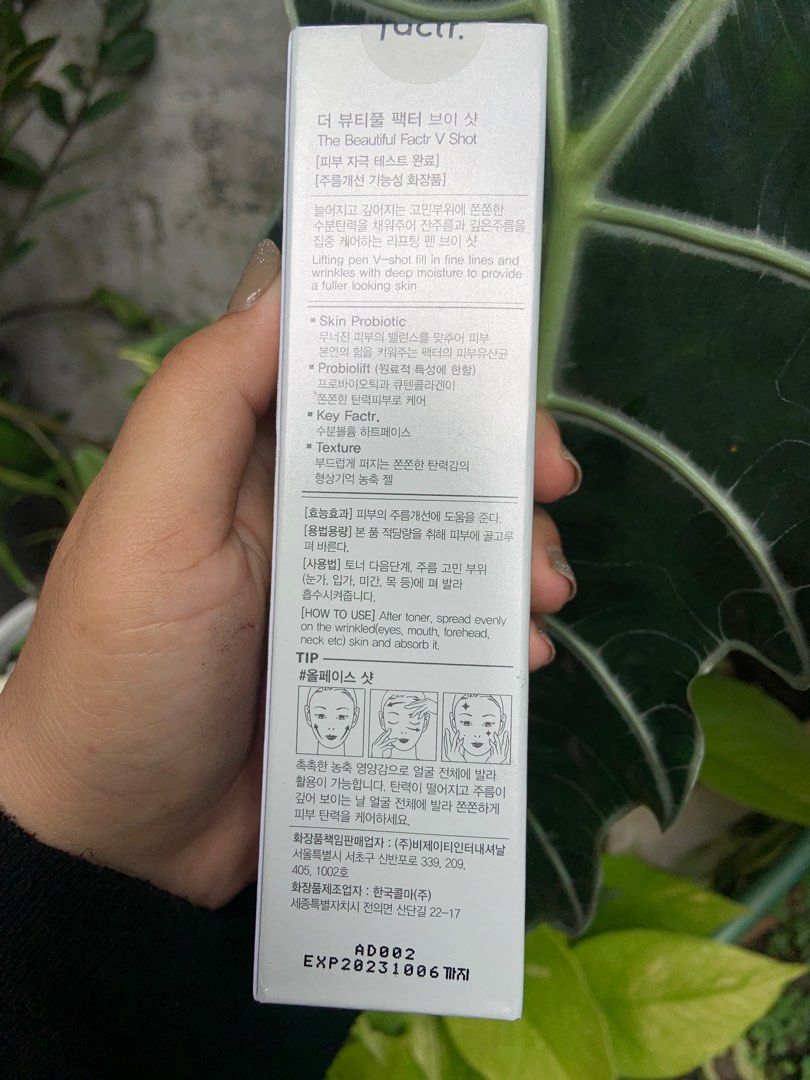 Factr.
더 뷰티풀 팩터 브이 샷
The Beautiful Factr V Shot
[피부 자극 테스트 완료]
[주름개선 기능성 화장품]
늘어지고 깊어지는 고민부위에 쫀쫀한
수분탄력을 채워주어 잔주름과 깊은주름을
집중 케어하는 리프팅 펜 브이 샷
Lifting pen V-shot fill in fine lines and
wrinkles with deep moisture to provide
a fuller looking skin
▪ Skin Probiotic
무너진 피부의 밸런스를 맞추어 피부
본연의 힘을 키워주는 팩터의 피부유산균
▪ Probiolift (원료적 특성에 한함)
프로바이오틱과 큐텐콜라겐이
쫀쫀한 탄력피부로 케어
▪ Key Factr.
수분볼륨 하트페이스
▪ Texture
부드럽게 퍼지는 쫀쫀한 탄력감의
형상기억 농축 젤
[효능효과] 피부의 주름개선에 도움을 준다.
[용법용량] 본 품 적당량을 취해 피부에 골고루
펴 바른다.
[사용법] 토너 다음단계, 주름 고민 부위
(눈가, 입가, 미간, 목 등)에 펴 발라
흡수시켜줍니다.
[HOW TO USE] After toner, spread evenly
on the wrinkled(eyes, mouth, forehead,
neck etc) skin and absorb it.
TIP
#올페이스 샷
촉촉한 농축 영양감으로 얼굴 전체에 발라
활용이 가능합니다. 탄력이 떨어지고 주름이
깊어 보이는 날 얼굴 전체에 발라 쫀쫀하게
피부 탄력을 케어하세요.
화장품책임판매업자 : (주)비제이티인터내셔날
서울특별시 서초구 신반포로 339, 209,
405, 1002호
화장품제조업자 : 한국콜마(주)
세종특별자치시 전의면 산단길 22-17
AD002
EXP20231006까지